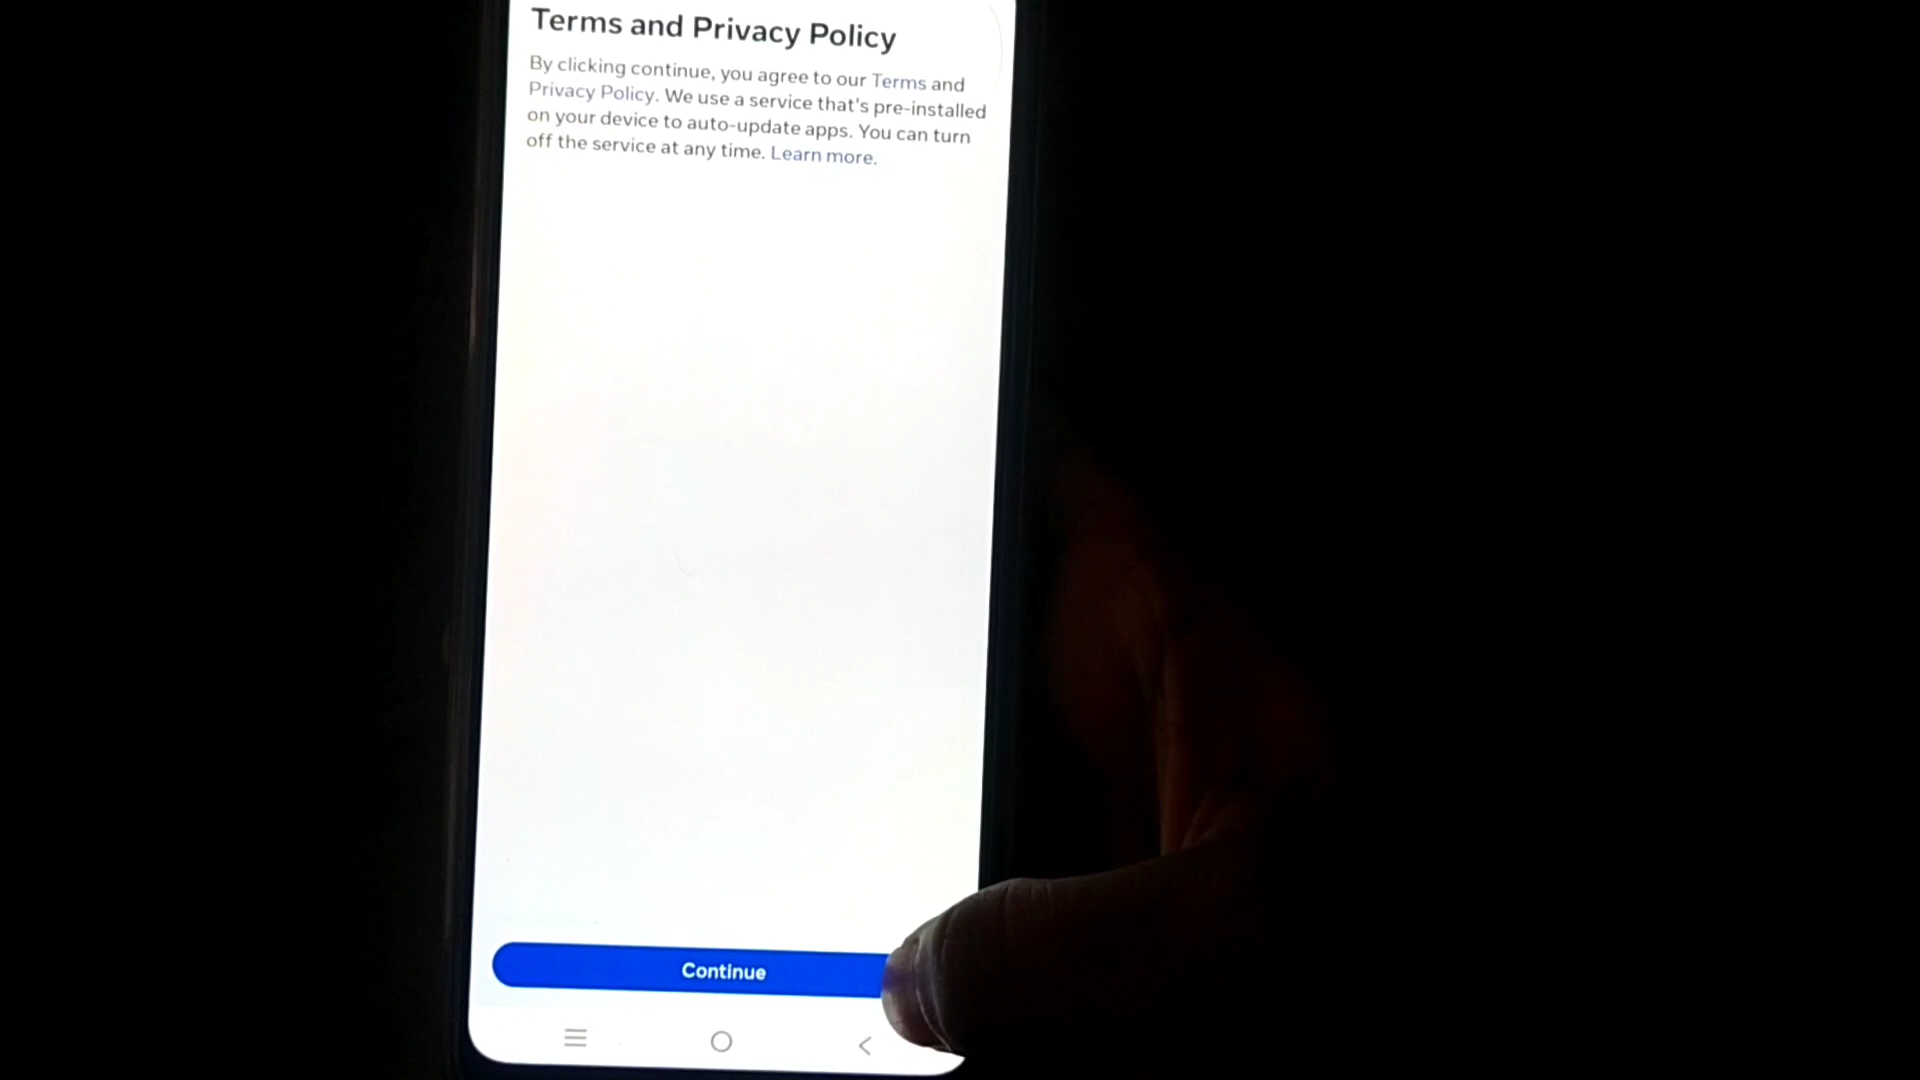 Terms and Privacy Policy
By clicking continue, you agree to our Terms and
Privacy Policy. We use a service that's pre-installed
on your device to auto-update apps. You can turn
off the service at any time. Learn more.
Continue